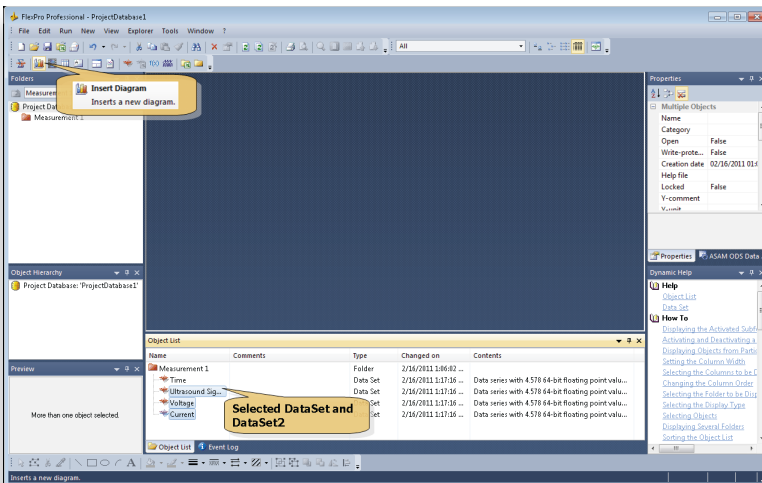 FlexPro Professional - ProjectDatabase1
File Edit Run New View Explorer Tools Window ?
All
Folders
Measurement
Project Dat
Measurement 1
Insert Diagram
Inserts a new diagram.
Properties
Multiple Objects
Name
Category
Open False
Write-prote... False
Creation date 02/16/2011 01:
Help file
Locked False
Y-comment
Y-unit
Properties ASAM ODS Data
Object Hierarchy
Project Database: 'ProjectDatabase1'
Dynamic Help
Help
Object List
Data Set
How To
Displaying the Activated Subf
Activating and Deactivating a
Displaying Objects from Partic
Setting the Column Width
Selecting the Columns to be D
Changing the Column Order
Selecting the Folder to be Disp
Selecting the Display Type
Selecting Objects
Displaying Several Folders
Sorting the Object List
Object List
Name Comments Type Changed on Contents
Measurement 1 Folder 2/16/2011 1:06:02 ...
Time Data Set 2/16/2011 1:17:16 ... Data series with 4.578 64-bit floating point valu...
Ultrasound Sig... Data Set 2/16/2011 1:17:16 ... Data series with 4.578 64-bit floating point valu...
Voltage Set 2/16/2011 1:17:16 ... Data series with 4.578 64-bit floating point valu...
Current Set 2/16/2011 1:17:16 ... Data series with 4.578 64-bit floating point valu...
Selected DataSet and
DataSet2
Preview
More than one object selected.
Object List Event Log
Inserts a new diagram.